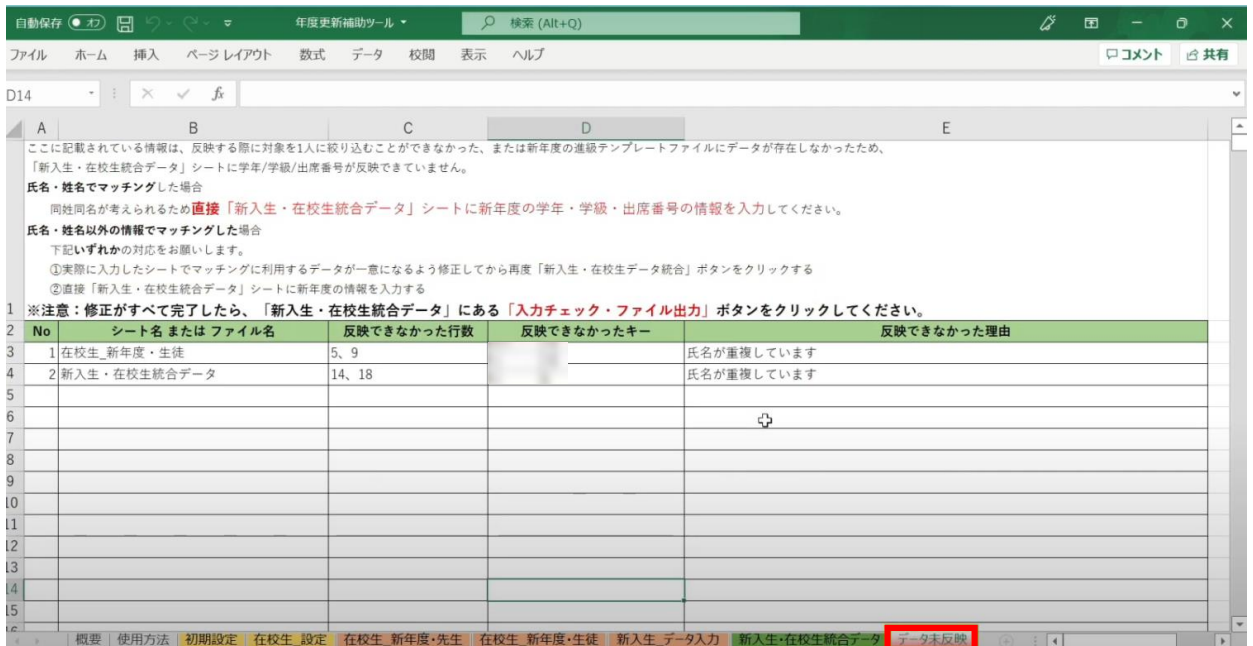 自動保存 オフ 年度更新補助ツール 検索 (Alt+Q)
ファイル ホーム 挿入 ページ レイアウト 数式 データ 校閲 表示 ヘルプ コメント 共有
D14 fx
A B C D E
ここに記載されている情報は、反映する際に対象を1人に絞り込むことができなかった、または新年度の進級テンプレートファイルにデータが存在しなかったため、
「新入生・在校生統合データ」シートに学年/学級/出席番号が反映できていません。
氏名・姓名でマッチングした場合
同姓同名が考えられるため直接「新入生・在校生統合データ」シートに新年度の学年・学級・出席番号の情報を入力してください。
氏名・姓名以外の情報でマッチングした場合
下記いずれかの対応をお願いします。
①実際に入力したシートでマッチングに利用するデータが一意になるよう修正してから再度「新入生・在校生データ統合」ボタンをクリックする
②直接「新入生・在校生統合データ」シートに新年度の情報を入力する
1 ※注意：修正がすべて完了したら、「新入生・在校生統合データ」にある「入力チェック・ファイル出力」ボタンをクリックしてください。
2 No シート名 または ファイル名 反映できなかった行数 反映できなかったキー 反映できなかった理由
3 1 在校生_新年度・生徒 5、9 氏名が重複しています
4 2 新入生・在校生統合データ 14、18 氏名が重複しています
5
6
7
8
9
10
11
12
13
14
15
概要 使用方法 初期設定 在校生_設定 在校生_新年度・先生 在校生_新年度・生徒 新入生_データ入力 新入生・在校生統合データ データ未反映